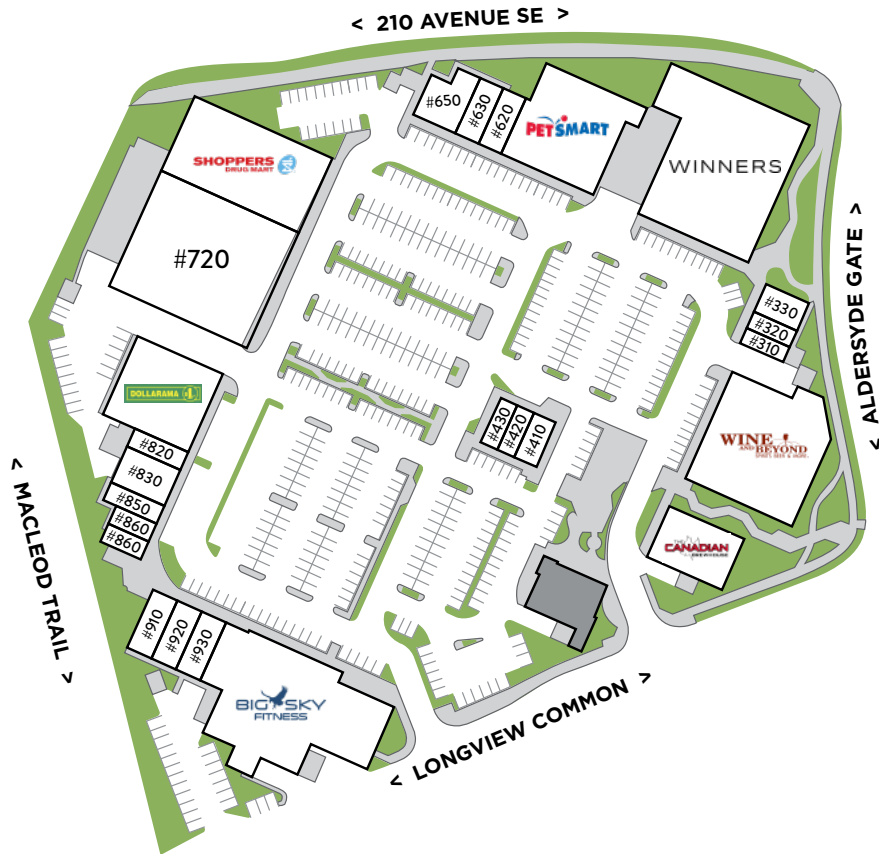 < 210 AVENUE SE >
#650
#630
#620
PETSMART
WINNERS
SHOPPERS
DRUG MART
#720
ALDERSYDE GATE
< >
#330
#320
#310
DOLLARAMA
#430
#420
#410
WINE
AND BEYOND
#820
#830
#850
#860
#860
< MACLEOD TRAIL >
THE
CANADIAN
BREWHOUSE
#910
#920
#930
BIG SKY
FITNESS
< LONGVIEW COMMON >